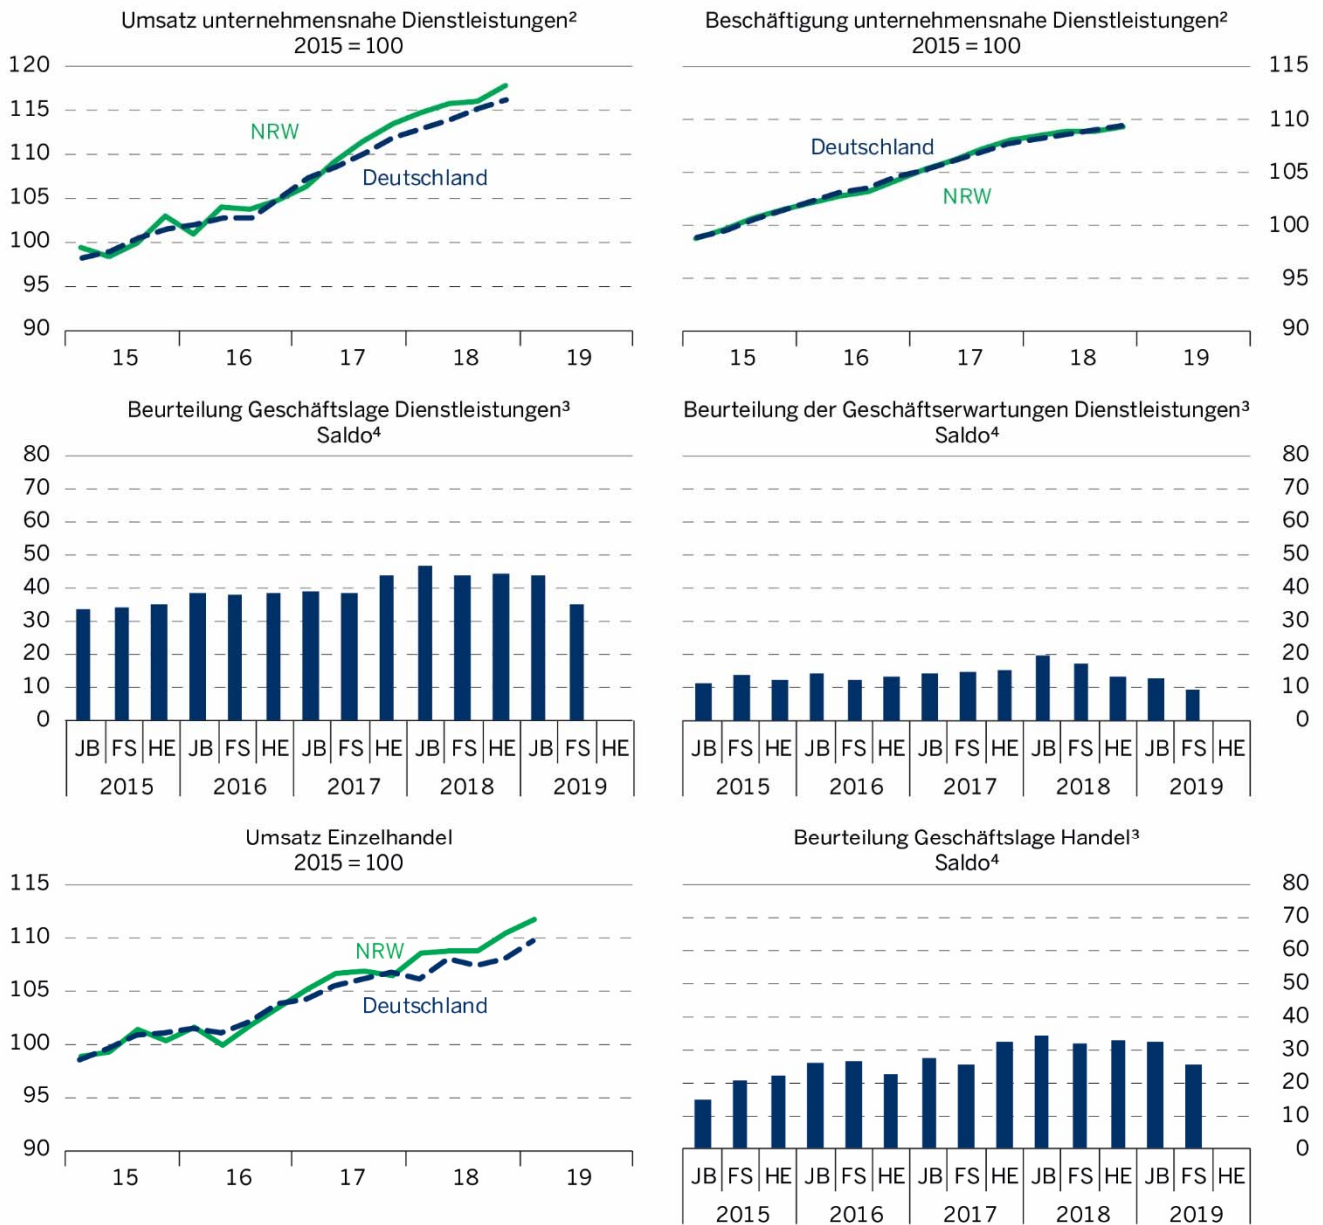 Umsatz unternehmensnahe Dienstleistungen²
2015 = 100
120
115
110
105
100
95
90
NRW
Deutschland
15 16 17 18 19
Beschäftigung unternehmensnahe Dienstleistungen²
2015 = 100
115
110
105
100
95
90
Deutschland
NRW
15 16 17 18 19
Beurteilung Geschäftslage Dienstleistungen³
Saldo⁴
80
70
60
50
40
30
20
10
0
JB FS HE JB FS HE JB FS HE JB FS HE JB FS HE
2015 2016 2017 2018 2019
Beurteilung der Geschäftserwartungen Dienstleistungen³
Saldo⁴
80
70
60
50
40
30
20
10
0
JB FS HE JB FS HE JB FS HE JB FS HE JB FS HE
2015 2016 2017 2018 2019
Umsatz Einzelhandel
2015 = 100
115
110
105
100
95
90
NRW
Deutschland
15 16 17 18 19
Beurteilung Geschäftslage Handel³
Saldo⁴
80
70
60
50
40
30
20
10
0
JB FS HE JB FS HE JB FS HE JB FS HE JB FS HE
2015 2016 2017 2018 2019